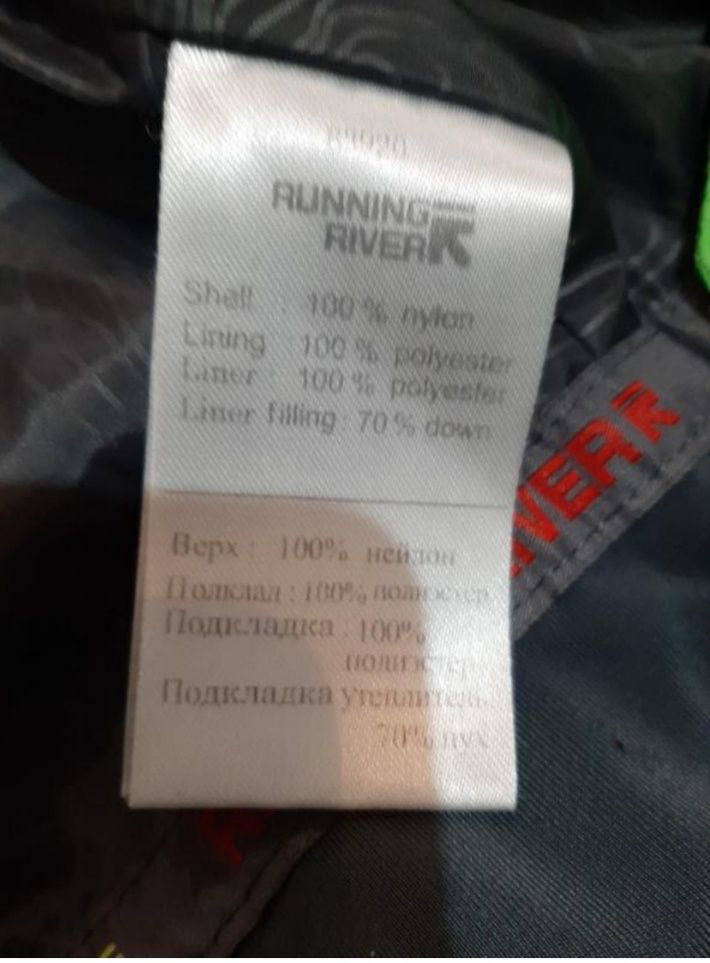 RUNNING
RIVER
Shell : 100 % nylon
Lining 100 % polyester
Liner : 100 % polyester
Liner filling : 70 % down
Верх : 100% нейлон
Полклад : 100% полиэстер
Подкладка : 100%
полиэстер
Подкладка утеплитель
70% пух
RIVER